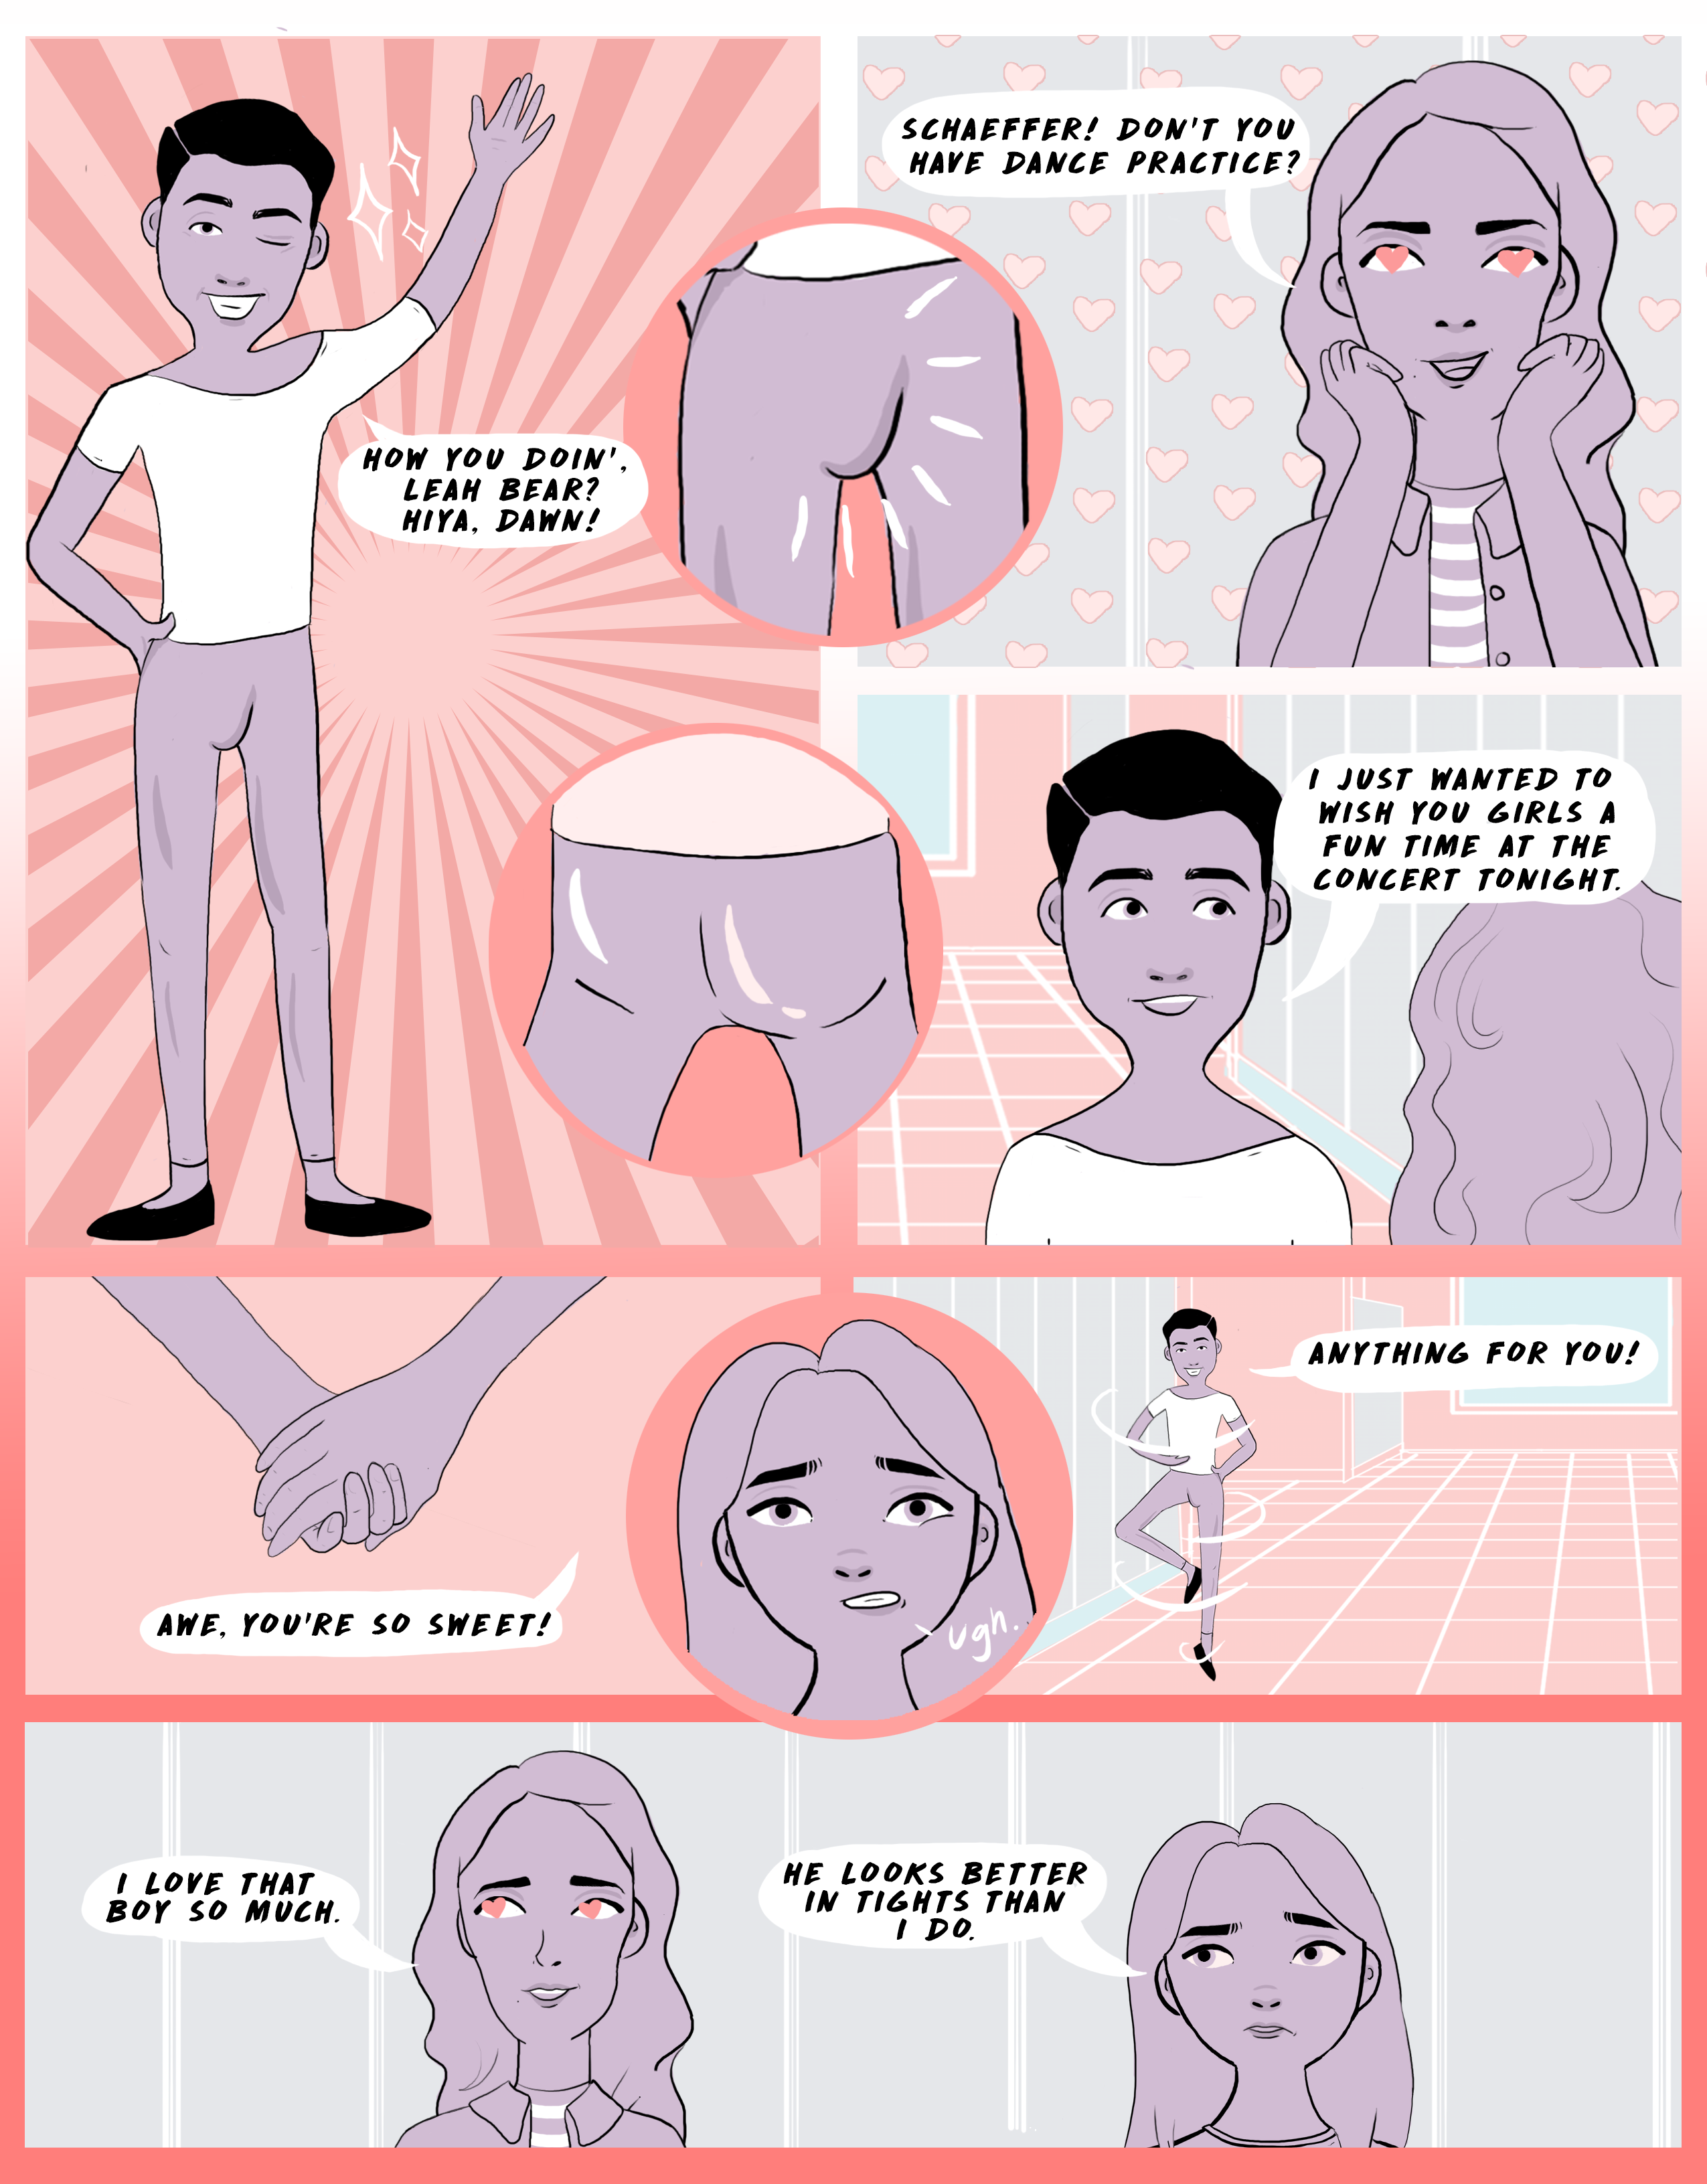 HOW YOU DOIN',
LEAH BEAR?
HIYA, DAWN!
SCHAEFFER! DON'T YOU
HAVE DANCE PRACTICE?
I JUST WANTED TO
WISH YOU GIRLS A
FUN TIME AT THE
CONCERT TONIGHT.
AWE, YOU'RE SO SWEET!
ugh.
ANYTHING FOR YOU!
I LOVE THAT
BOY SO MUCH.
HE LOOKS BETTER
IN TIGHTS THAN
I DO.